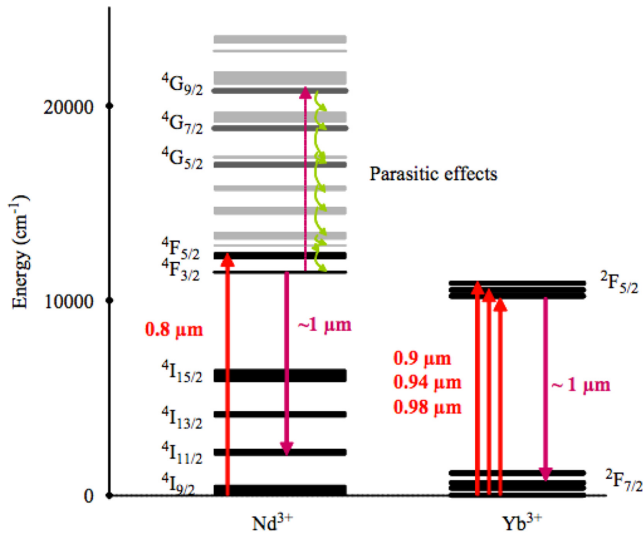 Energy (cm⁻¹)
20000
10000
0
⁴G₉/₂
⁴G₇/₂
⁴G₅/₂
⁴F₅/₂
⁴F₃/₂
⁴I₁₅/₂
⁴I₁₃/₂
⁴I₁₁/₂
⁴I₉/₂
0.8 µm
~1 µm
Parasitic effects
²F₅/₂
0.9 µm
0.94 µm
0.98 µm
~ 1 µm
²F₇/₂
Nd³⁺
Yb³⁺